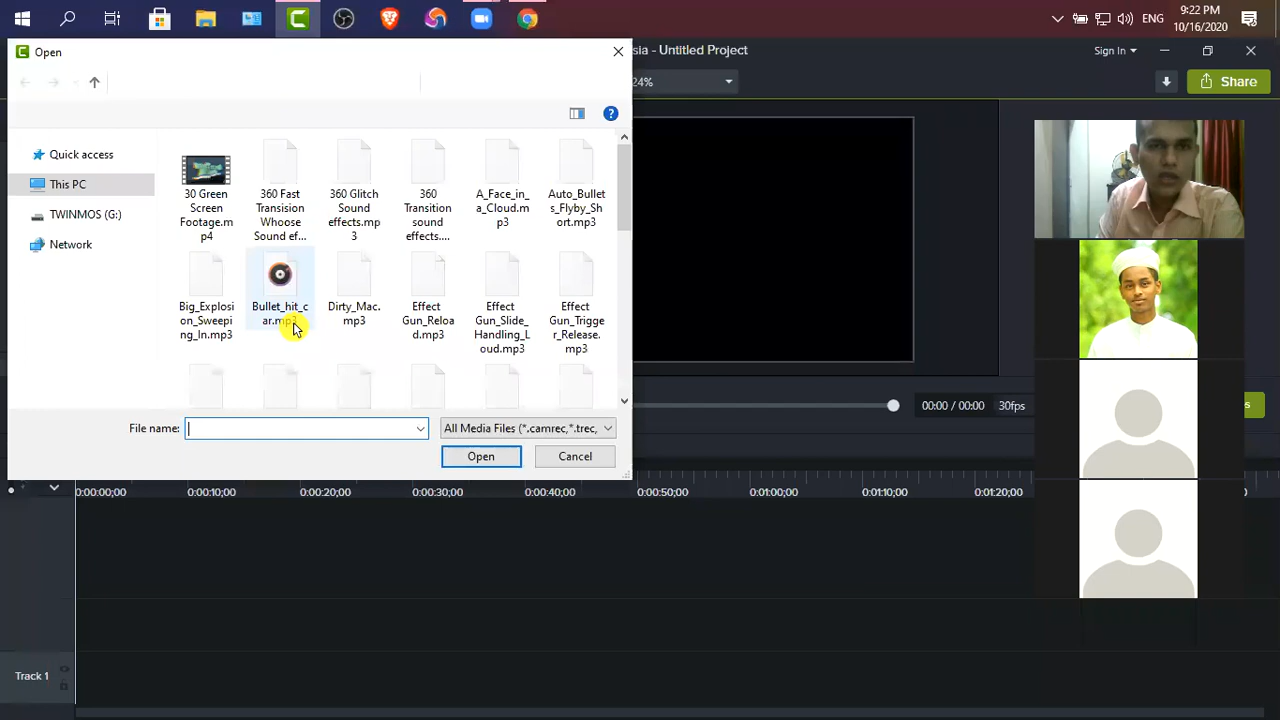 ENG
9:22 PM
10/16/2020
Open
sia - Untitled Project
Sign In
24%
Share
Quick access
This PC
TWINMOS (G:)
Network
30 Green
Screen
Footage.m
p4
360 Fast
Transision
Whoose
Sound ef...
360 Glitch
Sound
effects.mp
3
360
Transition
sound
effects....
A_Face_in_
a_Cloud.m
p3
Auto_Bullet
s_Flyby_Sh
ort.mp3
Big_Explosi
on_Sweepi
ng_In.mp3
Bullet_hit_c
ar.mp3
Dirty_Mac.
mp3
Effect
Gun_Reloa
d.mp3
Effect
Gun_Slide_
Handling_L
oud.mp3
Effect
Gun_Trigge
r_Release.
mp3
File name:
All Media Files (*.camrec,*.trec,
Open
Cancel
00:00 / 00:00
30fps
s
0:00:00;00
0:00:10;00
0:00:20;00
0:00:30;00
0:00:40;00
0:00:50;00
0:01:00;00
0:01:10;00
0:01:20;00
Track 1